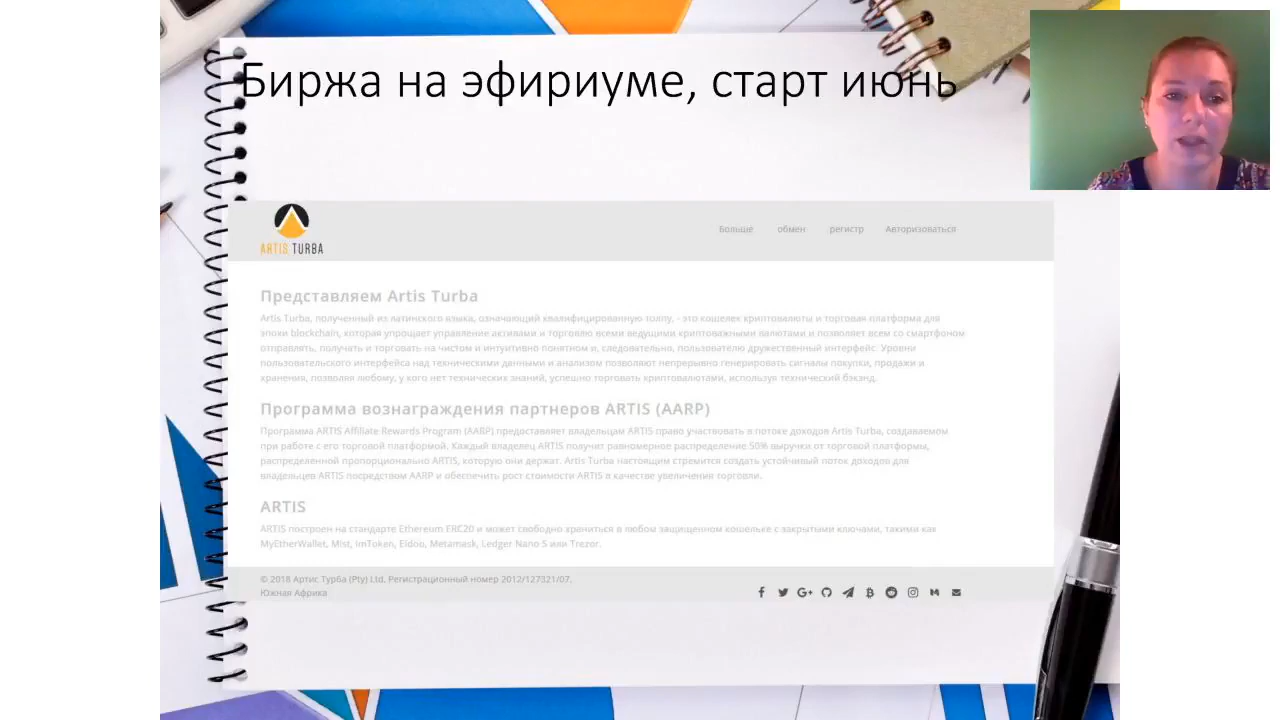 Биржа на эфириуме, старт июнь
ARTIS TURBA
Больше обмен регистр Авторизоваться
Представляем Artis Turba
Artis Turba, полученный из латинского языка, означающий квалифицированную толпу, - это кошелек криптовалюты и торговая платформа для
эпохи blockchain, которая упрощает управление активами и торговлю всеми ведущими криптоважными валютами и позволяет всем со смартфоном
отправлять, получать и торговать на чистом и интуитивно понятном и, следовательно, пользователю дружественный интерфейс. Уровни
пользовательского интерфейса над техническими данными и анализом позволяют непрерывно генерировать сигналы покупки, продажи и
хранения, позволяя любому, у кого нет технических знаний, успешно торговать криптовалютами, используя технический бэкэнд.
Программа вознаграждения партнеров ARTIS (AARP)
Программа ARTIS Affiliate Rewards Program (AARP) предоставляет владельцам ARTIS право участвовать в потоке доходов Artis Turba, создаваемом
при работе с его торговой платформой. Каждый владелец ARTIS получит равномерное распределение 50% выручки от торговой платформы,
распределенной пропорционально ARTIS, которую они держат. Artis Turba настоящим стремится создать устойчивый поток доходов для
владельцев ARTIS посредством AARP и обеспечить рост стоимости ARTIS в качестве увеличения торговли.
ARTIS
ARTIS построен на стандарте Ethereum ERC20 и может свободно храниться в любом защищенном кошельке с закрытыми ключами, такими как
MyEtherWallet, Mist, imToken, Eidoo, Metamask, Ledger Nano S или Trezor.
© 2018 Артис Турба (Pty) Ltd, Регистрационный номер 2012/127321/07.
Южная Африка